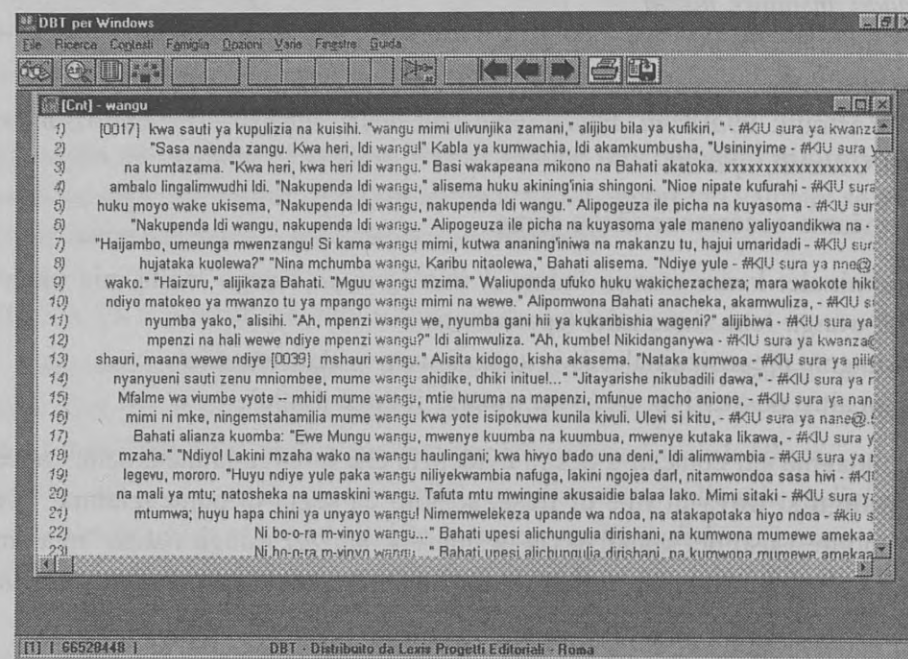 DBT per Windows
File Ricerca Contesti Famiglia Opzioni Varie Finestre Guida
[Cnt] - wangu
1) [0017] kwa sauti ya kupulizia na kuisihi. "wangu mimi ulivunjika zamani," alijibu bila ya kufikiri, " - #KIU sura ya kwanz
2) "Sasa naenda zangu. Kwa heri, Idi wangu!" Kabla ya kumwachia, Idi akamkumbusha, "Usininyime - #KIU sura y
3) na kumtazama. "Kwa heri, kwa heri Idi wangu." Basi wakapeana mikono na Bahati akatoka. xxxxxxxxxxxxxxxxxx
4) ambalo lingalimwudhi Idi. "Nakupenda Idi wangu," alisema huku akining'inia shingoni. "Nioe nipate kufurahi - #KIU sura
5) huku moyo wake ukisema, "Nakupenda Idi wangu, nakupenda Idi wangu." Alipogeuza ile picha na kuyasoma - #KIU sur
6) "Nakupenda Idi wangu, nakupenda Idi wangu." Alipogeuza ile picha na kuyasoma yale maneno yaliyoandikwa na -
7) "Haijambo, umeunga mwenzangu! Si kama wangu mimi, kutwa ananing'iniwa na makanzu tu, hajui umaridadi - #KIU sur
8) hujataka kuolewa?" "Nina mchumba wangu. Karibu nitaolewa," Bahati alisema. "Ndiye yule - #KIU sura ya nne@
9) wako." "Haizuru," alijikaza Bahati. "Mguu wangu mzima." Waliuponda ufuko huku wakichezacheza; mara waokote hiki
10) ndiyo matokeo ya mwanzo tu ya mpango wangu mimi na wewe." Alipomwona Bahati anacheka, akamwuliza, - #KIU s
11) nyumba yako," alisihi. "Ah, mpenzi wangu we, nyumba gani hii ya kukaribishia wageni?" alijibiwa - #KIU sura ya
12) mpenzi na hali wewe ndiye mpenzi wangu?" Idi alimwuliza. "Ah, kumbe! Nikidanganywa - #KIU sura ya kwanza@
13) shauri, maana wewe ndiye [0039] mshauri wangu." Alisita kidogo, kisha akasema. "Nataka kumwoa - #KIU sura ya pili
14) nyanyueni sauti zenu mniombee, mume wangu ahidike, dhiki initue!..." "Jitayarishe nikubadili dawa," - #KIU sura ya
15) Mfalme wa viumbe vyote -- mhidi mume wangu, mtie huruma na mapenzi, mfunue macho anione, - #KIU sura ya nan
16) mimi ni mke, ningemstahamilia mume wangu kwa yote isipokuwa kunila kivuli. Ulevi si kitu, - #KIU sura ya nane@
17) Bahati alianza kuomba: "Ewe Mungu wangu, mwenye kuumba na kuumbua, mwenye kutaka likawa, - #KIU sura y
18) mzaha." "Ndiyo! Lakini mzaha wako na wangu haulingani; kwa hivyo bado una deni," Idi alimwambia - #KIU sura ya
19) legevu, mororo. "Huyu ndiye yule paka wangu niliyekwambia nafuga, lakini ngojea darl, nitamwondoa sasa hivi - #KI
20) na mali ya mtu; natosheka na umaskini wangu. Tafuta mtu mwingine akusaidie balaa lako. Mimi sitaki - #KIU sura ya
21) mtumwa; huyu hapa chini ya unyayo wangu! Nimemwelekeza upande wa ndoa, na atakapotaka hiyo ndoa - #kiu s
22) Ni bo-o-ra m-vinyo wangu..." Bahati upesi alichungulia dirishani, na kumwona mumewe amekaa
23) Ni bo-o-ra m-vinyo wangu..." Bahati upesi alichungulia dirishani, na kumwona mumewe amekaa
[1] [ 66528448 ] DBT - Distribuito da Lexis Progetti Editoriali - Roma